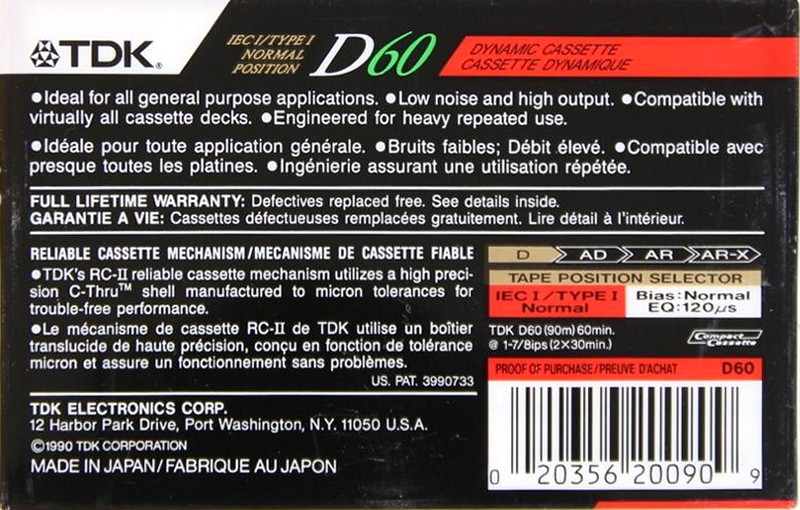 TDK®
IEC I/TYPE I
NORMAL
POSITION
D60
DYNAMIC CASSETTE
CASSETTE DYNAMIQUE
●Ideal for all general purpose applications. ●Low noise and high output. ●Compatible with
virtually all cassette decks. ●Engineered for heavy repeated use.
●Idéale pour toute application générale. ●Bruits faibles; Débit élevé. ●Compatible avec
presque toutes les platines. ●Ingénierie assurant une utilisation répétée.
FULL LIFETIME WARRANTY: Defectives replaced free. See details inside.
GARANTIE A VIE: Cassettes défectueuses remplacées gratuitement. Lire détail à l'intérieur.
RELIABLE CASSETTE MECHANISM/MECANISME DE CASSETTE FIABLE
●TDK's RC-II reliable cassette mechanism utilizes a high preci-
sion C-Thru™ shell manufactured to micron tolerances for
trouble-free performance.
●Le mécanisme de cassette RC-II de TDK utilise un boîtier
translucide de haute précision, conçu en fonction de tolérance
micron et assure un fonctionnement sans problèmes.
US. PAT. 3990733
TDK ELECTRONICS CORP.
12 Harbor Park Drive, Port Washington, N.Y. 11050 U.S.A.
©1990 TDK CORPORATION
MADE IN JAPAN/FABRIQUE AU JAPON
D AD AR AR-X
TAPE POSITION SELECTOR
IEC I/TYPE I
Normal
Bias:Normal
EQ:120μs
TDK D60 (90m) 60min.
@ 1-7/8ips (2×30min.)
Compact
Cassette
PROOF OF PURCHASE/PREUVE D'ACHAT D60
0 20356 20090 9